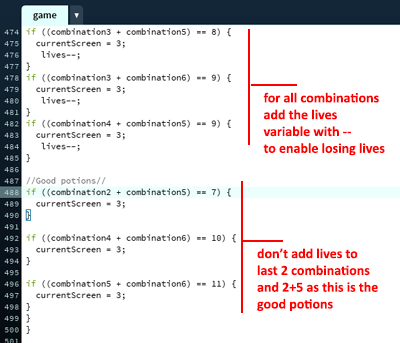 game
474 if ((combination3 + combination5) == 8) {
475 currentScreen = 3;
476 lives--;
477 }
478 if ((combination3 + combination6) == 9) {
479 currentScreen = 3;
480 lives--;
481 }
482 if ((combination4 + combination5) == 9) {
483 currentScreen = 3;
484 lives--;
485 }
486
487 //Good potions//
488 if ((combination2 + combination5) == 7) {
489 currentScreen = 3;
490 }
491
492 if ((combination4 + combination6) == 10) {
493 currentScreen = 3;
494 }
495
496 if ((combination5 + combination6) == 11) {
497 currentScreen = 3;
498 }
499 }
500 }
501 }
for all combinations
add the lives
variable with --
to enable losing lives
don't add lives to
last 2 combinations
and 2+5 as this is the
good potions